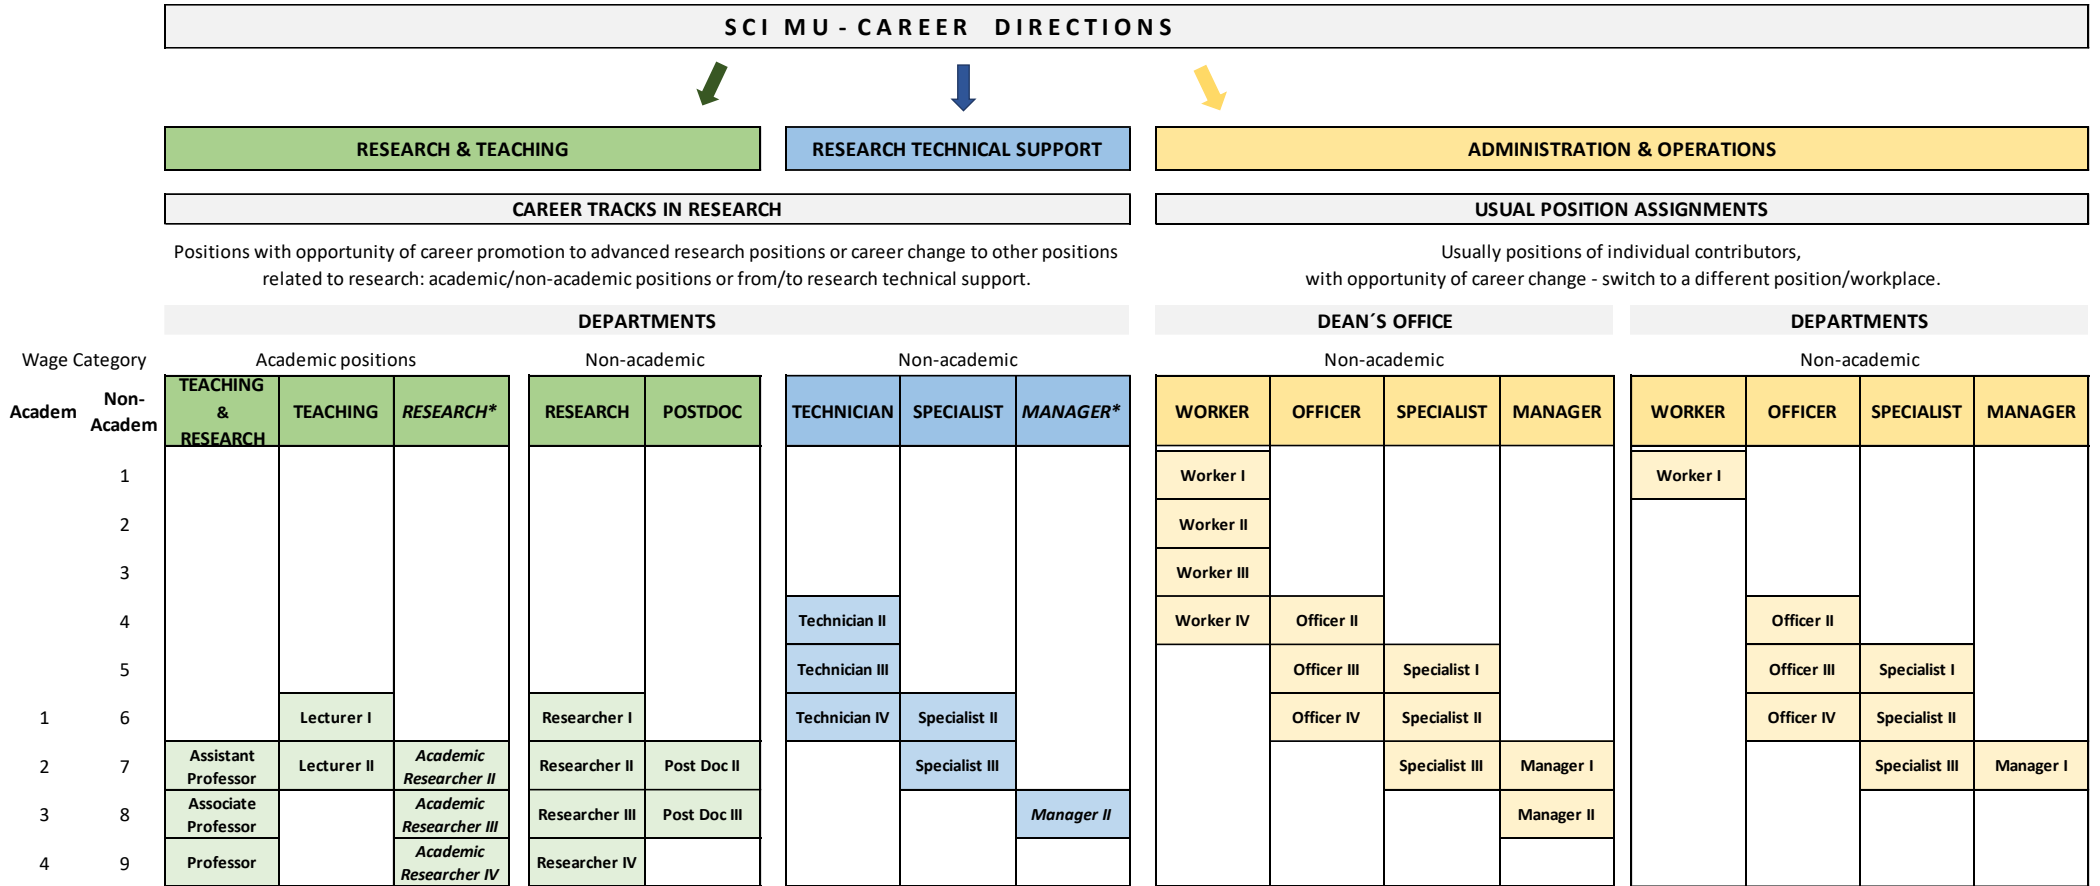 SCI MU - CAREER DIRECTIONS
RESEARCH & TEACHING
RESEARCH TECHNICAL SUPPORT
ADMINISTRATION & OPERATIONS
CAREER TRACKS IN RESEARCH
USUAL POSITION ASSIGNMENTS
Positions with opportunity of career promotion to advanced research positions or career change to other positions
related to research: academic/non-academic positions or from/to research technical support.
Usually positions of individual contributors,
with opportunity of career change - switch to a different position/workplace.
DEPARTMENTS
DEAN´S OFFICE
DEPARTMENTS
Wage Category
Academic positions
Non-academic
Non-academic
Non-academic
Non-academic
Academ
Non-
Academ
TEACHING
&
RESEARCH
TEACHING
RESEARCH*
RESEARCH
POSTDOC
TECHNICIAN
SPECIALIST
MANAGER*
WORKER
OFFICER
SPECIALIST
MANAGER
WORKER
OFFICER
SPECIALIST
MANAGER
1
Worker I
Worker I
2
Worker II
3
Worker III
4
Technician II
Worker IV
Officer II
Officer II
5
Technician III
Officer III
Specialist I
Officer III
Specialist I
1
6
Lecturer I
Researcher I
Technician IV
Specialist II
Officer IV
Specialist II
Officer IV
Specialist II
2
7
Assistant
Professor
Lecturer II
Academic
Researcher II
Researcher II
Post Doc II
Specialist III
Specialist III
Manager I
Specialist III
Manager I
3
8
Associate
Professor
Academic
Researcher III
Researcher III
Post Doc III
Manager II
Manager II
4
9
Professor
Academic
Researcher IV
Researcher IV